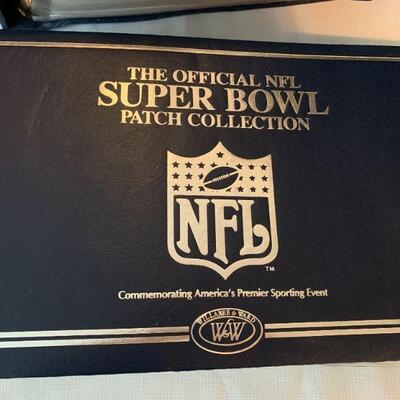 THE OFFICIAL NFL
SUPER BOWL
PATCH COLLECTION
NFL
TM
Commemorating America's Premier Sporting Event
WILLABEE & WARD
W&W